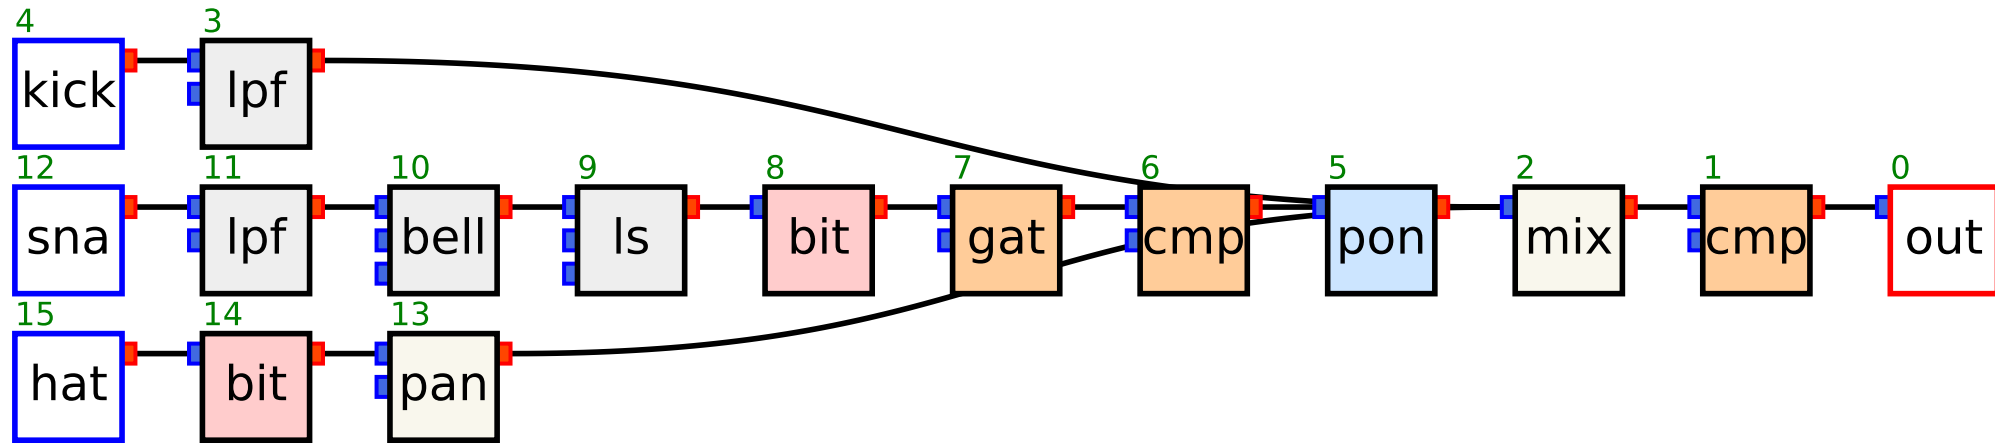 4 3
kick lpf
12 11 10 9 8 7 6 5 2 1 0
sna lpf bell ls bit gat cmp pon mix cmp out
15 14 13
hat bit pan